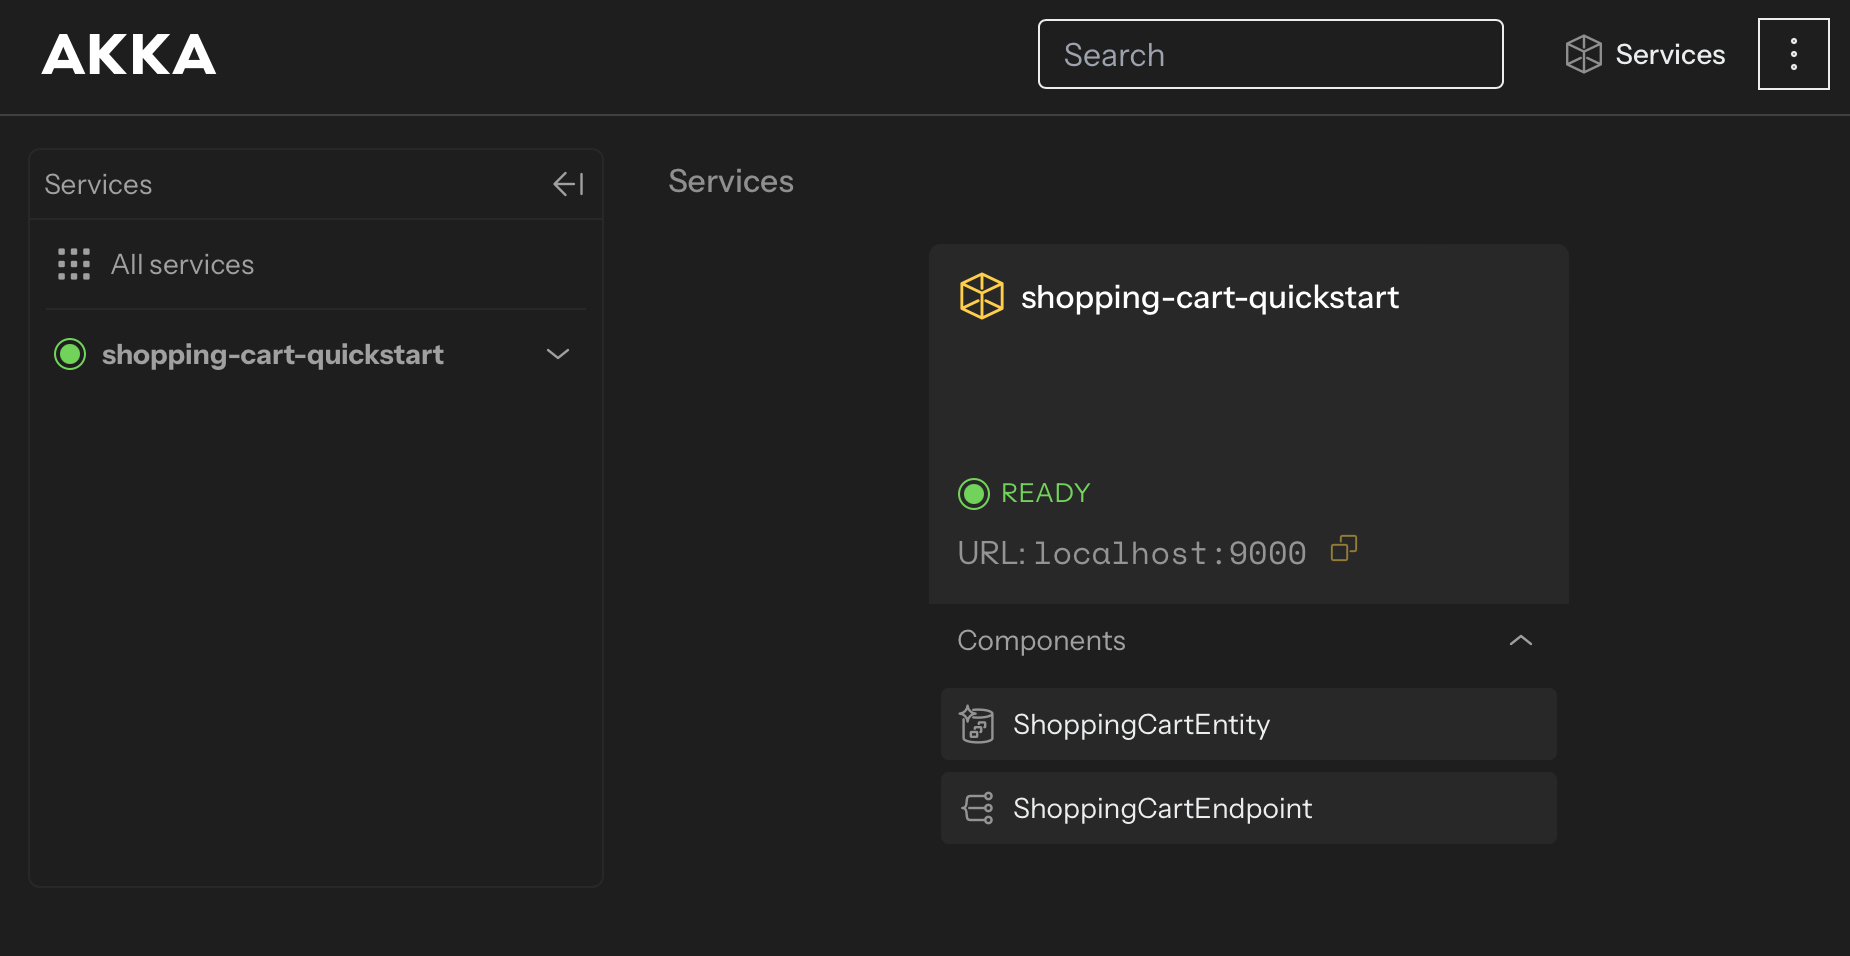 AKKA
Search
Services
Services
All services
shopping-cart-quickstart
Services
shopping-cart-quickstart
READY
URL: localhost:9000
Components
ShoppingCartEntity
ShoppingCartEndpoint